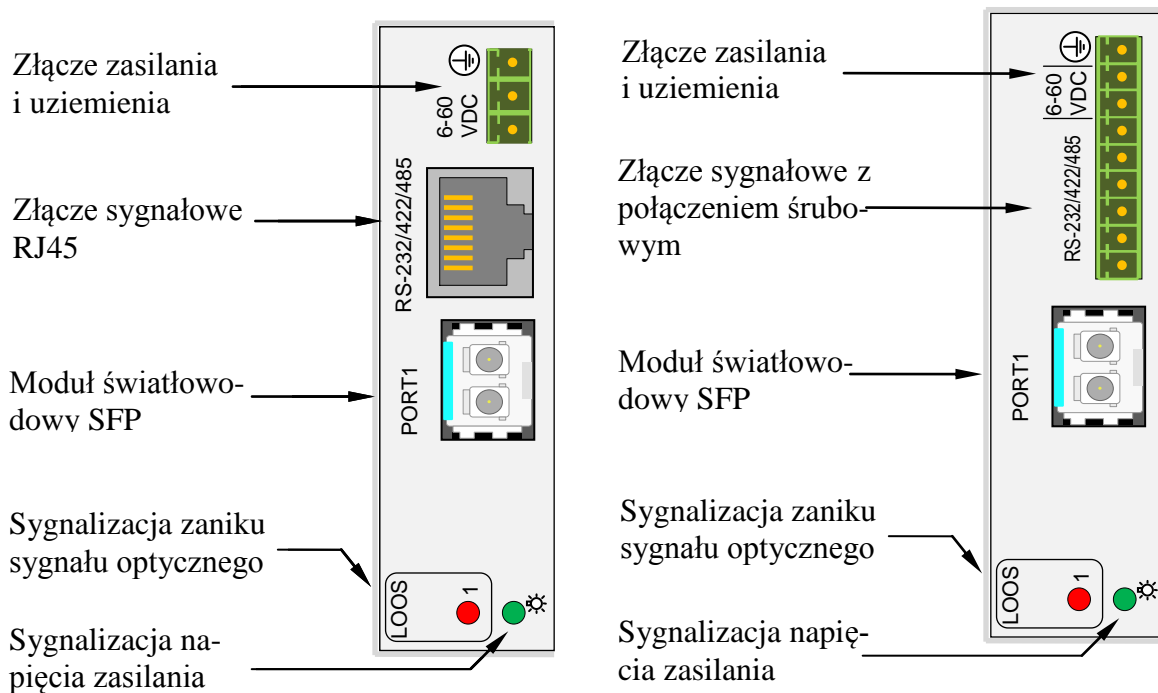 Złącze zasilania
i uziemienia
6-60
VDC
Złącze sygnałowe
RJ45
RS-232/422/485
Moduł światłowo-
dowy SFP
PORT1
Sygnalizacja zaniku
sygnału optycznego
LOOS
1
Sygnalizacja na-
pięcia zasilania
Złącze zasilania
i uziemienia
6-60
VDC
Złącze sygnałowe z
połączeniem śrubo-
wym
RS-232/422/485
Moduł światłowo-
dowy SFP
PORT1
Sygnalizacja zaniku
sygnału optycznego
LOOS
1
Sygnalizacja napię-
cia zasilania